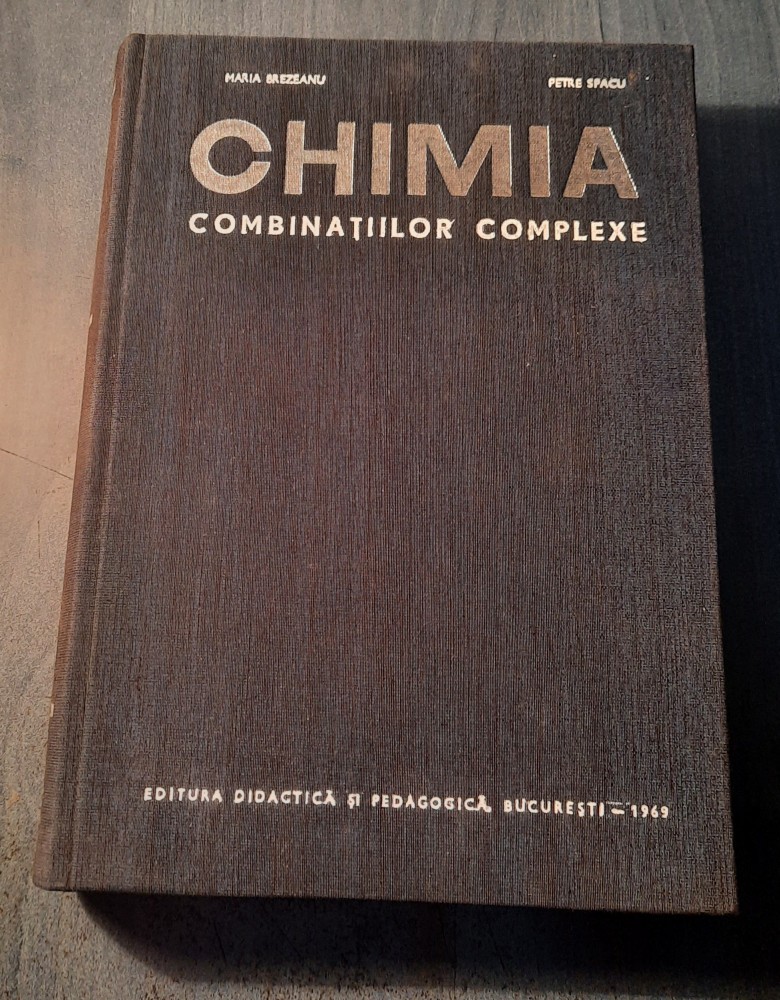 MARIA BREZEANU PETRE SPACU
CHIMIA
COMBINAȚIILOR COMPLEXE
EDITURA DIDACTICĂ ȘI PEDAGOGICĂ, BUCUREȘTI - 1969